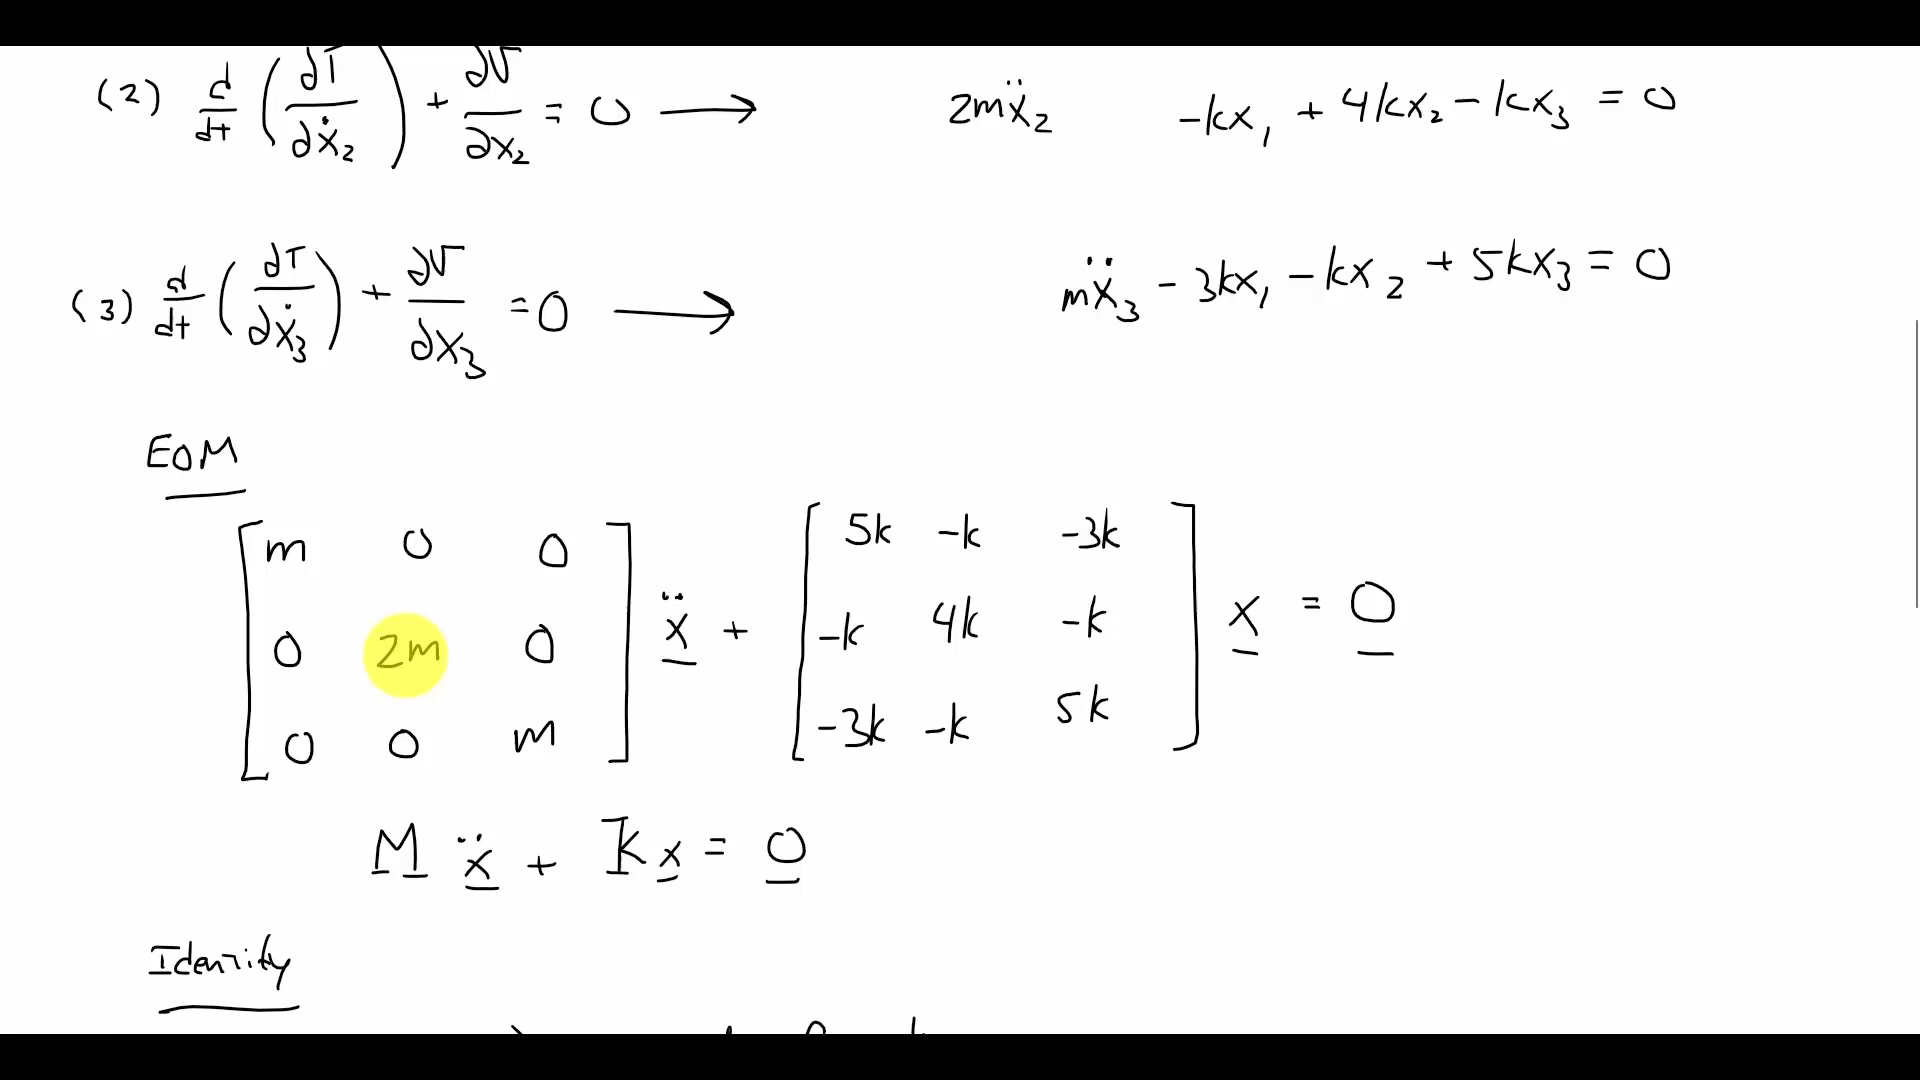 (2) d/dt (∂T/∂ẋ₂) + ∂V/∂x₂ = 0 ⟶ 2mẍ₂ -kx₁ + 4kx₂ - kx₃ = 0
(3) d/dt (∂T/∂ẋ₃) + ∂V/∂x₃ = 0 ⟶ mẍ₃ - 3kx₁ - kx₂ + 5kx₃ = 0
EOM
[m 0 0; 0 2m 0; 0 0 m] ẍ + [5k -k -3k; -k 4k -k; -3k -k 5k] x = 0
M ẍ + K x = 0
Identify